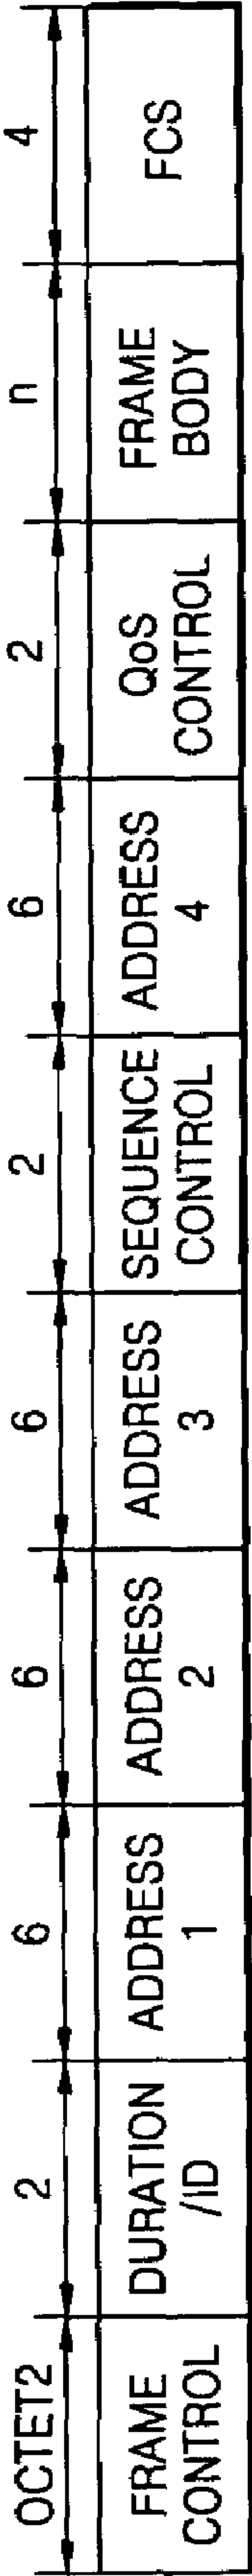 OCTET2 2 6 6 6 2 6 2 n 4
FRAME CONTROL
DURATION /ID
ADDRESS 1
ADDRESS 2
ADDRESS 3
SEQUENCE CONTROL
ADDRESS 4
QoS CONTROL
FRAME BODY
FCS